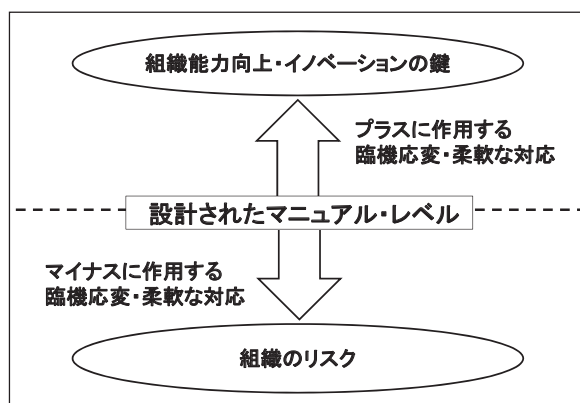 組織能力向上・イノベーションの鍵
プラスに作用する
臨機応変・柔軟な対応
設計されたマニュアル・レベル
マイナスに作用する
臨機応変・柔軟な対応
組織のリスク